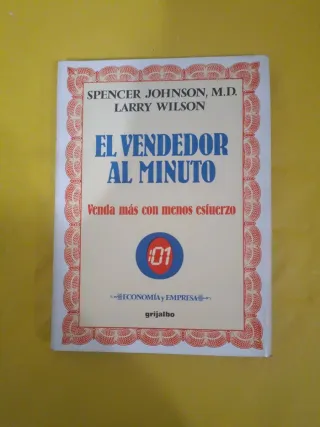 SPENCER JOHNSON, M.D.
LARRY WILSON
EL VENDEDOR
AL MINUTO
Venda más con menos esfuerzo
:01
ECONOMÍA y EMPRESA
grijalbo